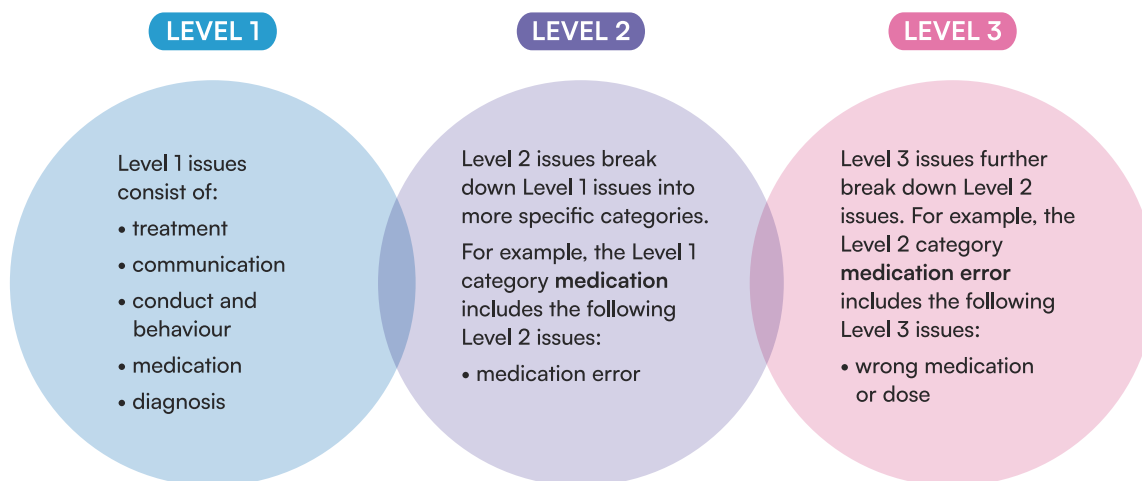 LEVEL 1
Level 1 issues
consist of:
• treatment
• communication
• conduct and
behaviour
• medication
• diagnosis
LEVEL 2
Level 2 issues break
down Level 1 issues into
more specific categories.
For example, the Level 1
category medication
includes the following
Level 2 issues:
• medication error
LEVEL 3
Level 3 issues further
break down Level 2
issues. For example, the
Level 2 category
medication error
includes the following
Level 3 issues:
• wrong medication
or dose